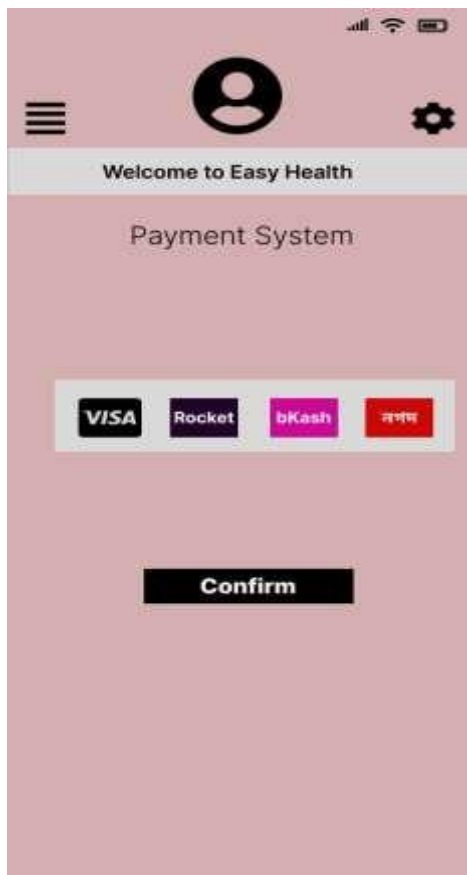 Welcome to Easy Health
Payment System
VISA Rocket bKash নগদ
Confirm